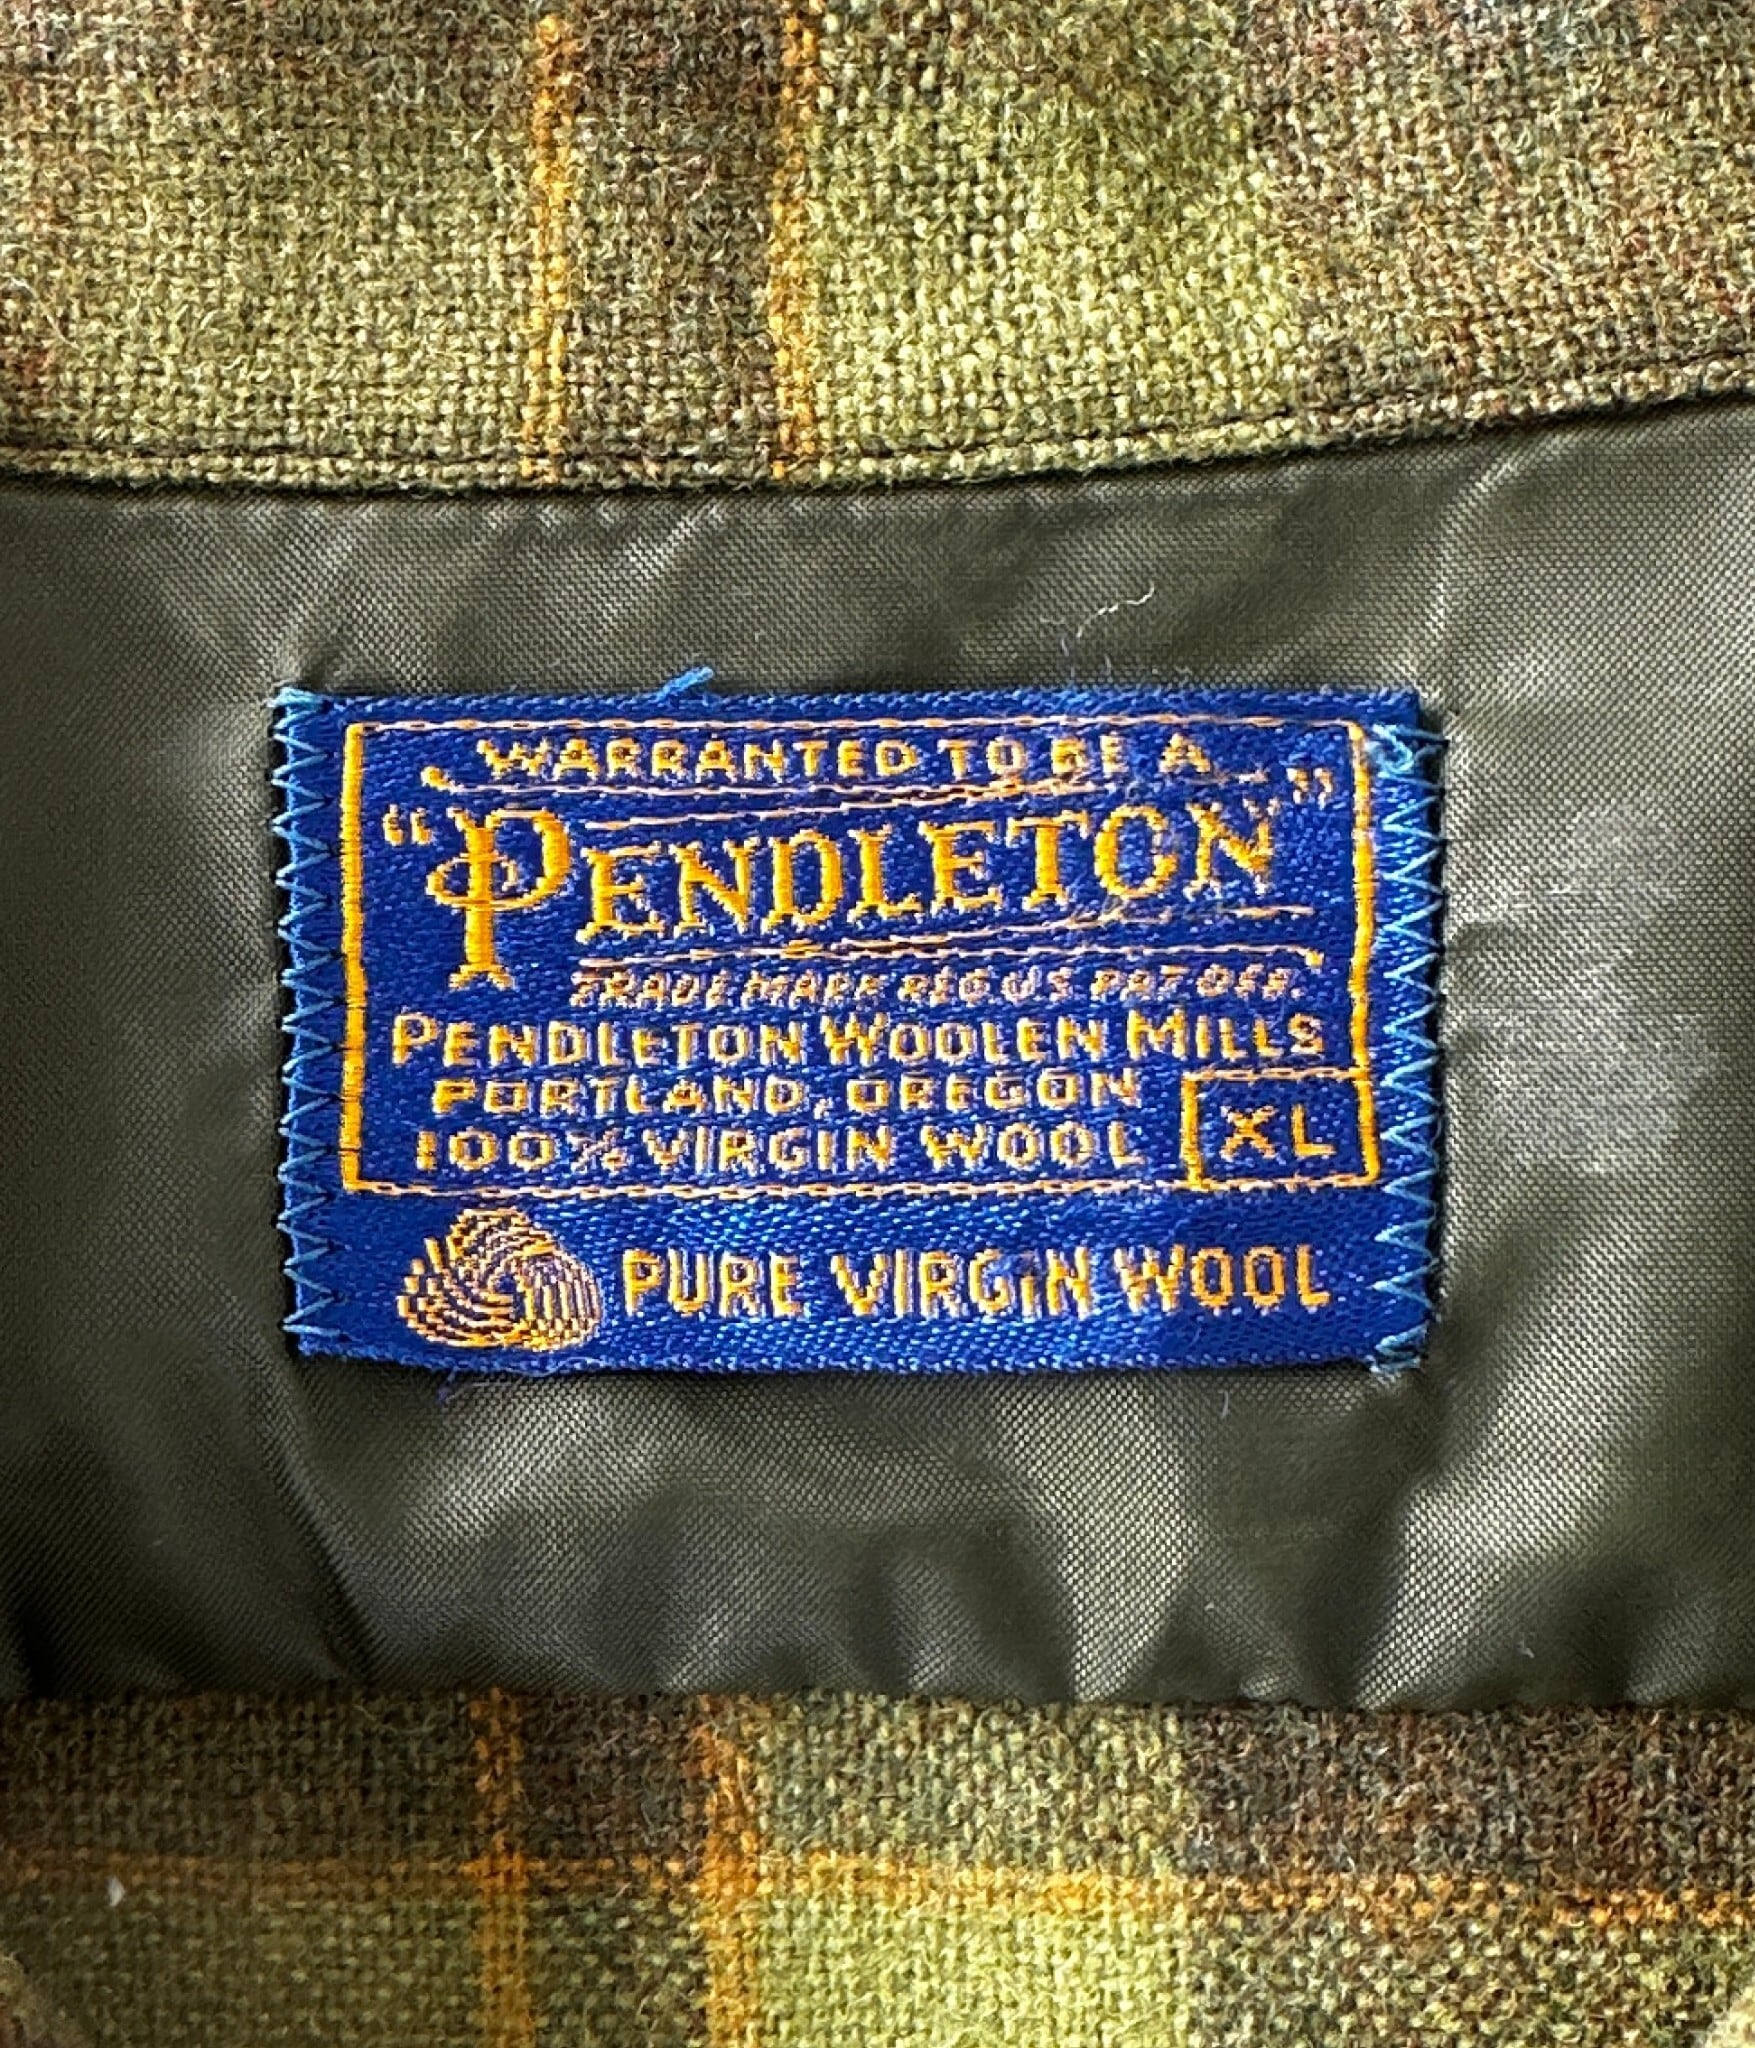 WARRANTED TO BE A
"PENDLETON"
TRADE MARK REG. U.S. PAT. OFF.
PENDLETON WOOLEN MILLS
PORTLAND, OREGON
100% VIRGIN WOOL
XL
PURE VIRGIN WOOL